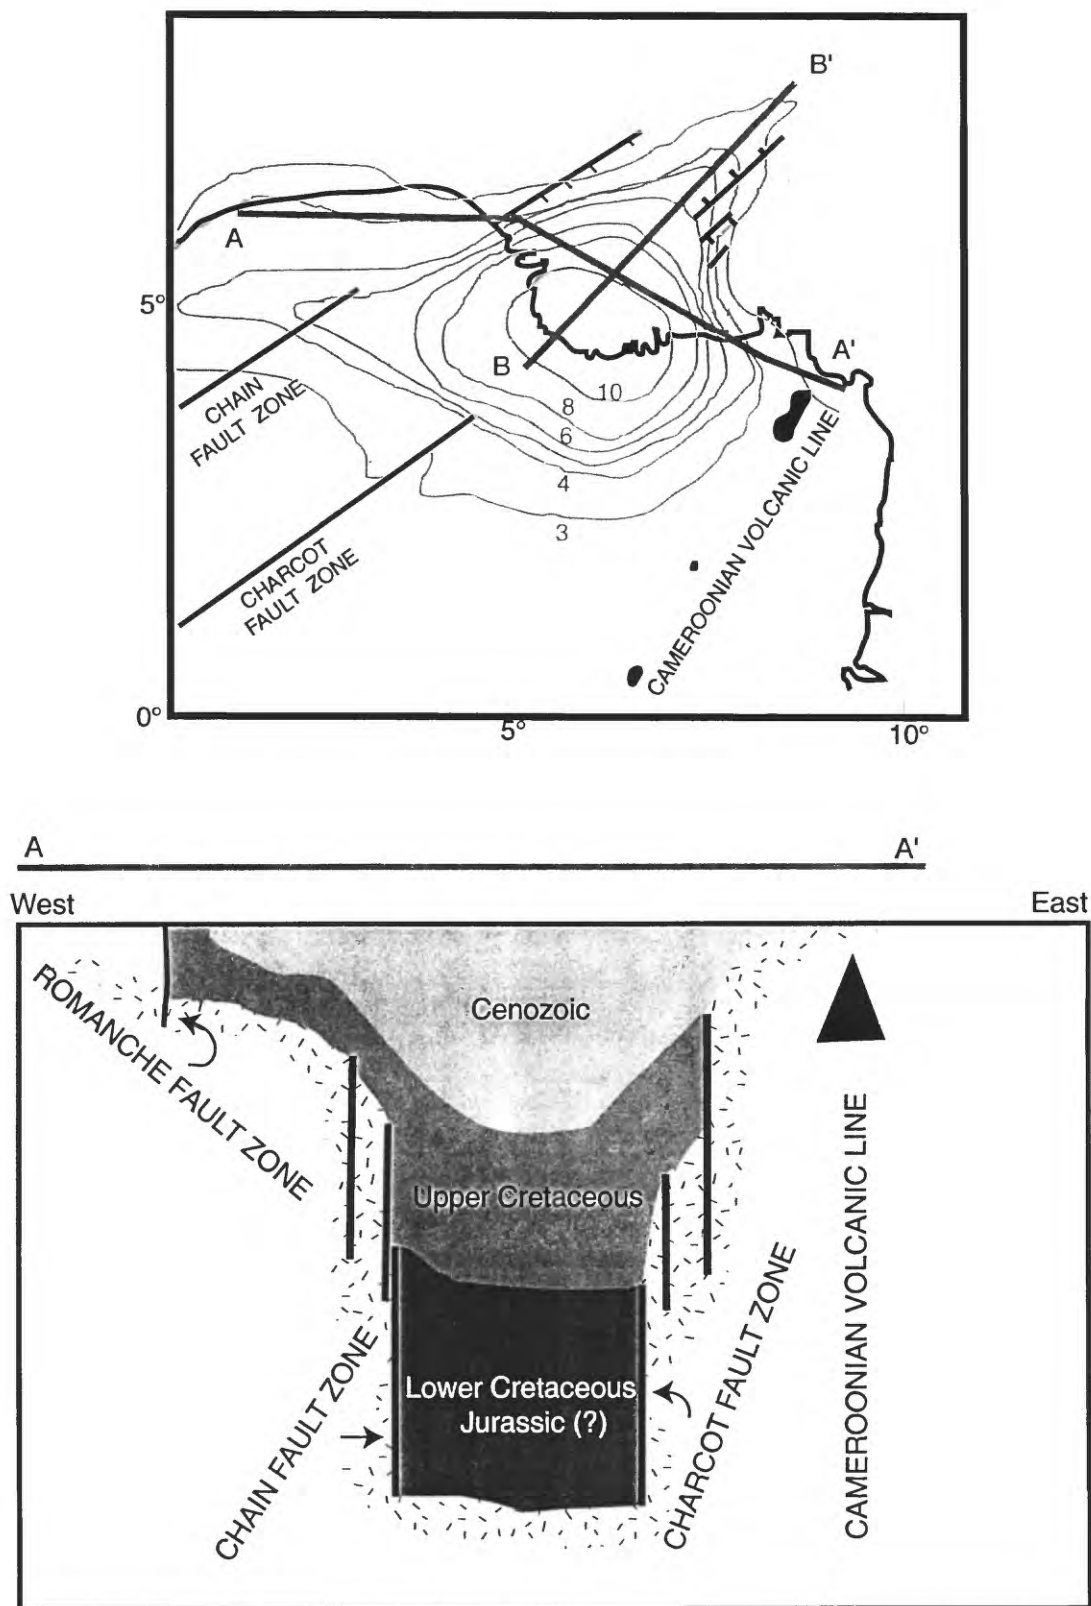 B'
A
5°
B
A'
10
8
6
4
3
CHAIN
FAULT ZONE
CHARCOT
FAULT ZONE
CAMEROONIAN VOLCANIC LINE
0°
5°
10°
A
A'
West
East
ROMANCHE FAULT ZONE
Cenozoic
Upper Cretaceous
Lower Cretaceous
Jurassic (?)
CHAIN FAULT ZONE
CHARCOT FAULT ZONE
CAMEROONIAN VOLCANIC LINE